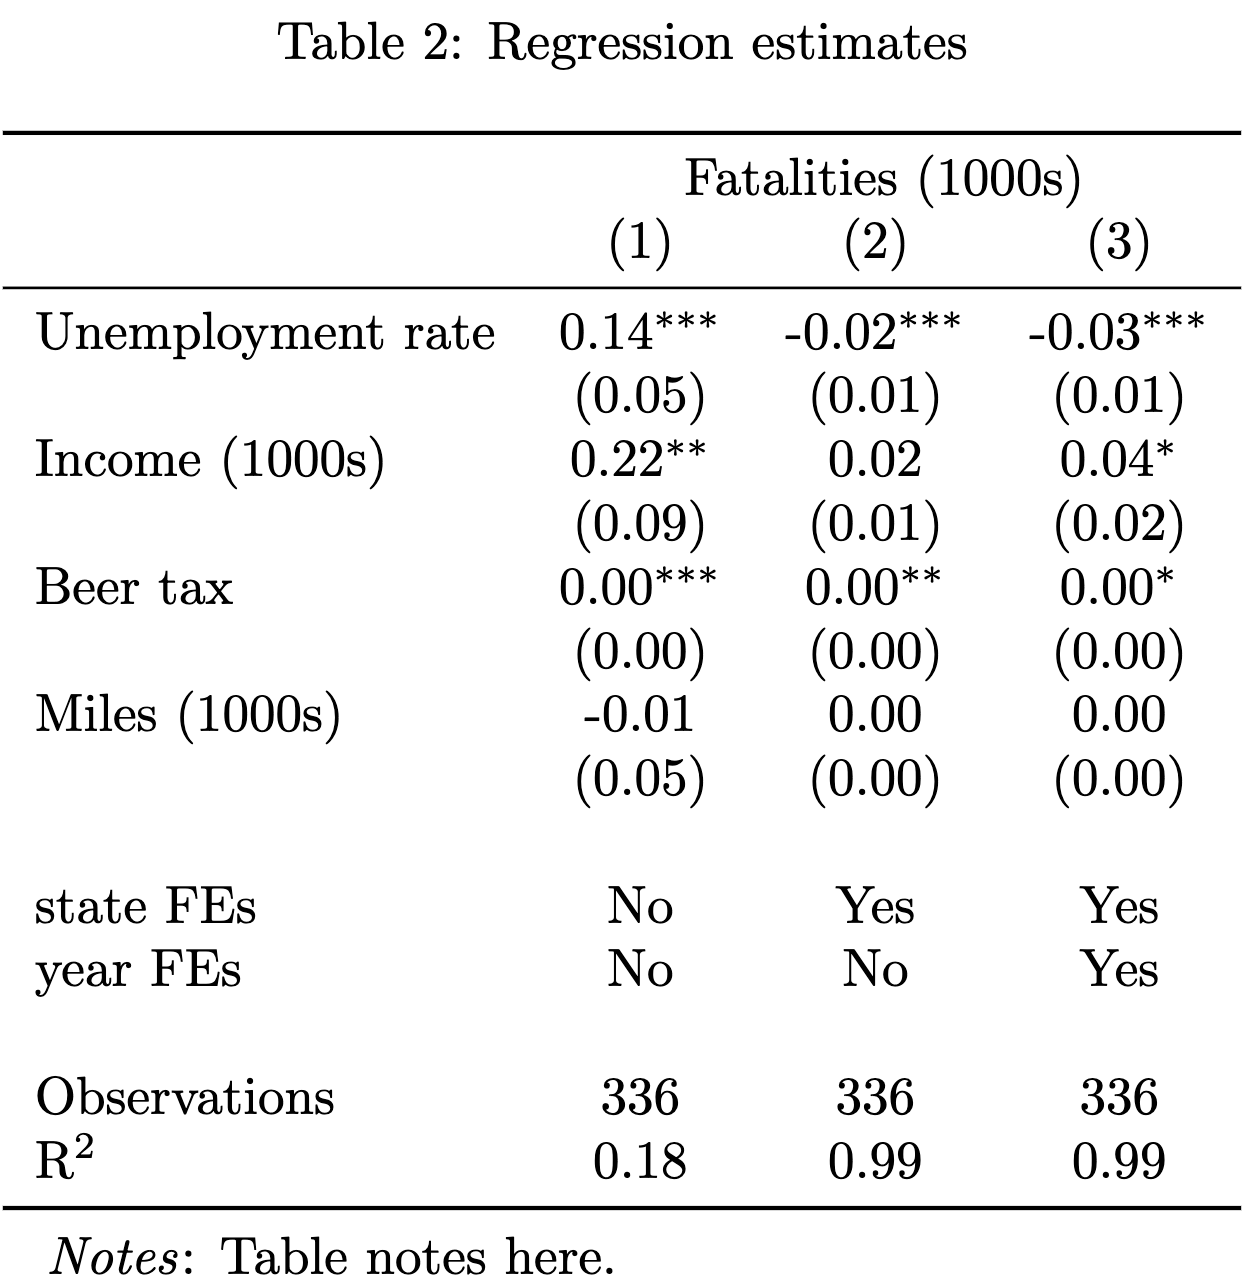 Table 2: Regression estimates
Fatalities (1000s)
(1) (2) (3)
Unemployment rate 0.14*** -0.02*** -0.03***
(0.05) (0.01) (0.01)
Income (1000s) 0.22** 0.02 0.04*
(0.09) (0.01) (0.02)
Beer tax 0.00*** 0.00** 0.00*
(0.00) (0.00) (0.00)
Miles (1000s) -0.01 0.00 0.00
(0.05) (0.00) (0.00)
state FEs No Yes Yes
year FEs No No Yes
Observations 336 336 336
R² 0.18 0.99 0.99
Notes: Table notes here.